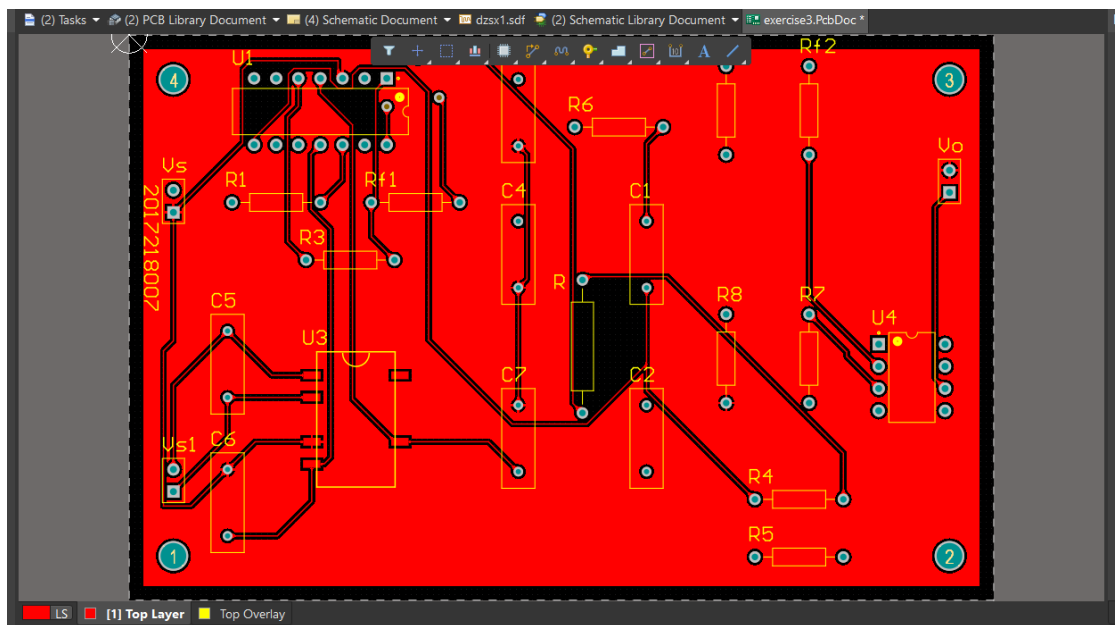 (2) Tasks (2) PCB Library Document (4) Schematic Document dzsx1.sdf (2) Schematic Library Document exercise3.PcbDoc *
Rf2
U1
4
3
R6
Vo
Vs
R1
Rf1
C4
C1
2017218007
R3
R
C5
R8
R7
U4
U3
C7
C2
Vs1
C6
R4
R5
1
2
LS [1] Top Layer Top Overlay